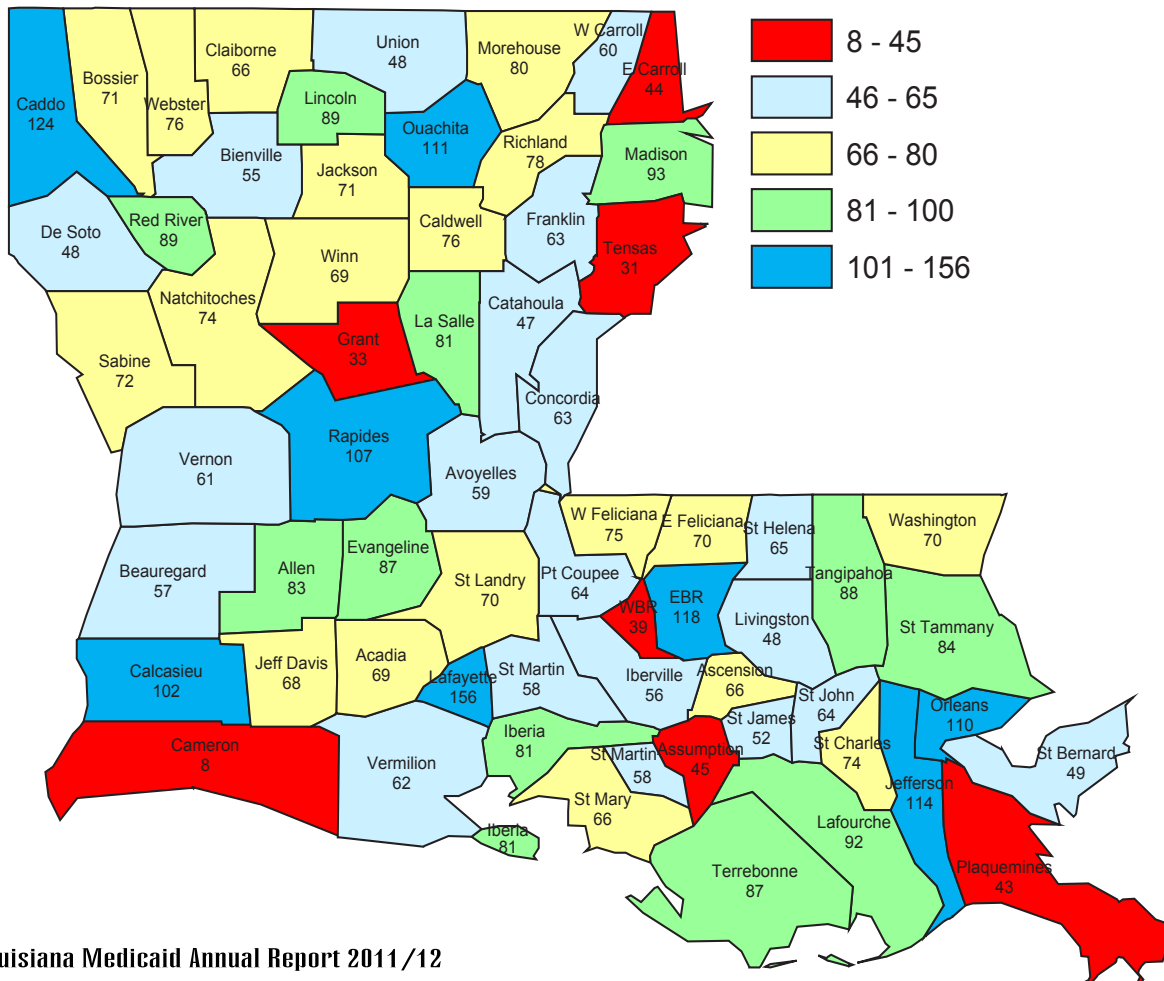 8 - 45
46 - 65
66 - 80
81 - 100
101 - 156
Caddo
124
Bossier
71
Webster
76
Claiborne
66
Union
48
Morehouse
80
W Carroll
60
E Carroll
44
Lincoln
89
Ouachita
111
Richland
78
Madison
93
Bienville
55
Jackson
71
Caldwell
76
Franklin
63
Tensas
31
De Soto
48
Red River
89
Winn
69
Natchitoches
74
Grant
33
La Salle
81
Catahoula
47
Concordia
63
Sabine
72
Vernon
61
Rapides
107
Avoyelles
59
Beauregard
57
Allen
83
Evangeline
87
St Landry
70
Pt Coupee
64
W Feliciana
75
E Feliciana
70
St Helena
65
Tangipahoa
88
Washington
70
WBR
39
EBR
118
Livingston
48
St Tammany
84
Calcasieu
102
Jeff Davis
68
Acadia
69
Lafayette
156
St Martin
58
Iberville
56
Ascension
66
St John
64
St James
52
St Charles
74
Orleans
110
St Bernard
49
Cameron
8
Vermilion
62
Iberia
81
St Martin
58
Assumption
45
St Mary
66
Iberia
81
Jefferson
114
Lafourche
92
Terrebonne
87
Plaquemines
43
uisiana Medicaid Annual Report 2011/12